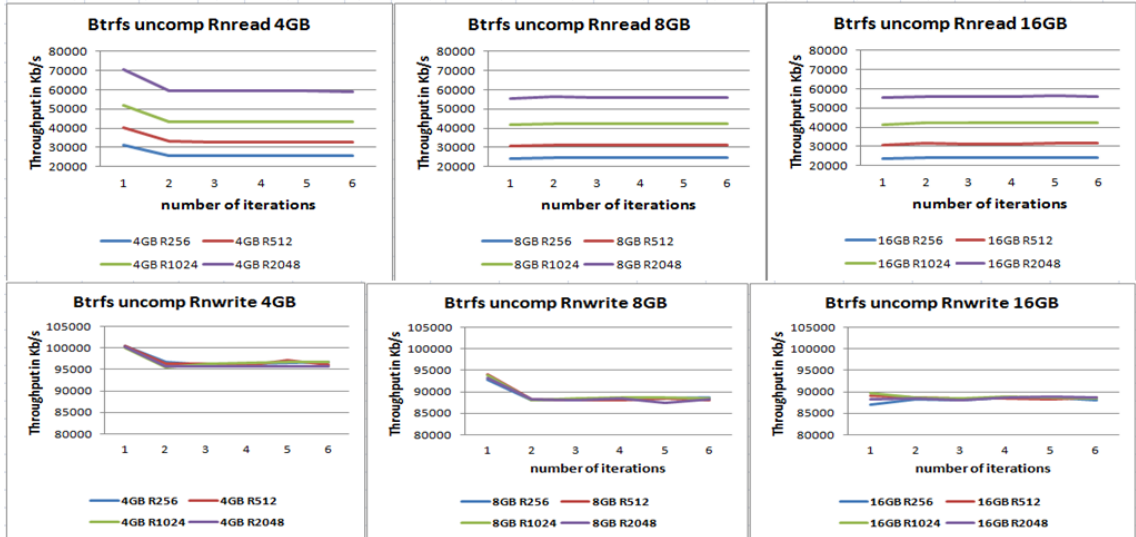 Btrfs uncomp Rnread 4GB
80000
70000
60000
50000
40000
30000
20000
Throughput in Kb/s
1 2 3 4 5 6
number of iterations
4GB R256 4GB R512
4GB R1024 4GB R2048
Btrfs uncomp Rnread 8GB
80000
70000
60000
50000
40000
30000
20000
Throughput in Kb/s
1 2 3 4 5 6
number of iterations
8GB R256 8GB R512
8GB R1024 8GB R2048
Btrfs uncomp Rnread 16GB
80000
70000
60000
50000
40000
30000
20000
Throughput in Kb/s
1 2 3 4 5 6
number of iterations
16GB R256 16GB R512
16GB R1024 16GB R2048
Btrfs uncomp Rnwrite 4GB
105000
100000
95000
90000
85000
80000
Throughput in Kb/s
1 2 3 4 5 6
4GB R256 4GB R512
4GB R1024 4GB R2048
Btrfs uncomp Rnwrite 8GB
105000
100000
95000
90000
85000
80000
Throughput in Kb/s
1 2 3 4 5 6
number of iterations
8GB R256 8GB R512
8GB R1024 8GB R2048
Btrfs uncomp Rnwrite 16GB
105000
100000
95000
90000
85000
80000
Throughput in Kb/s
1 2 3 4 5 6
number of iterations
16GB R256 16GB R512
16GB R1024 16GB R2048